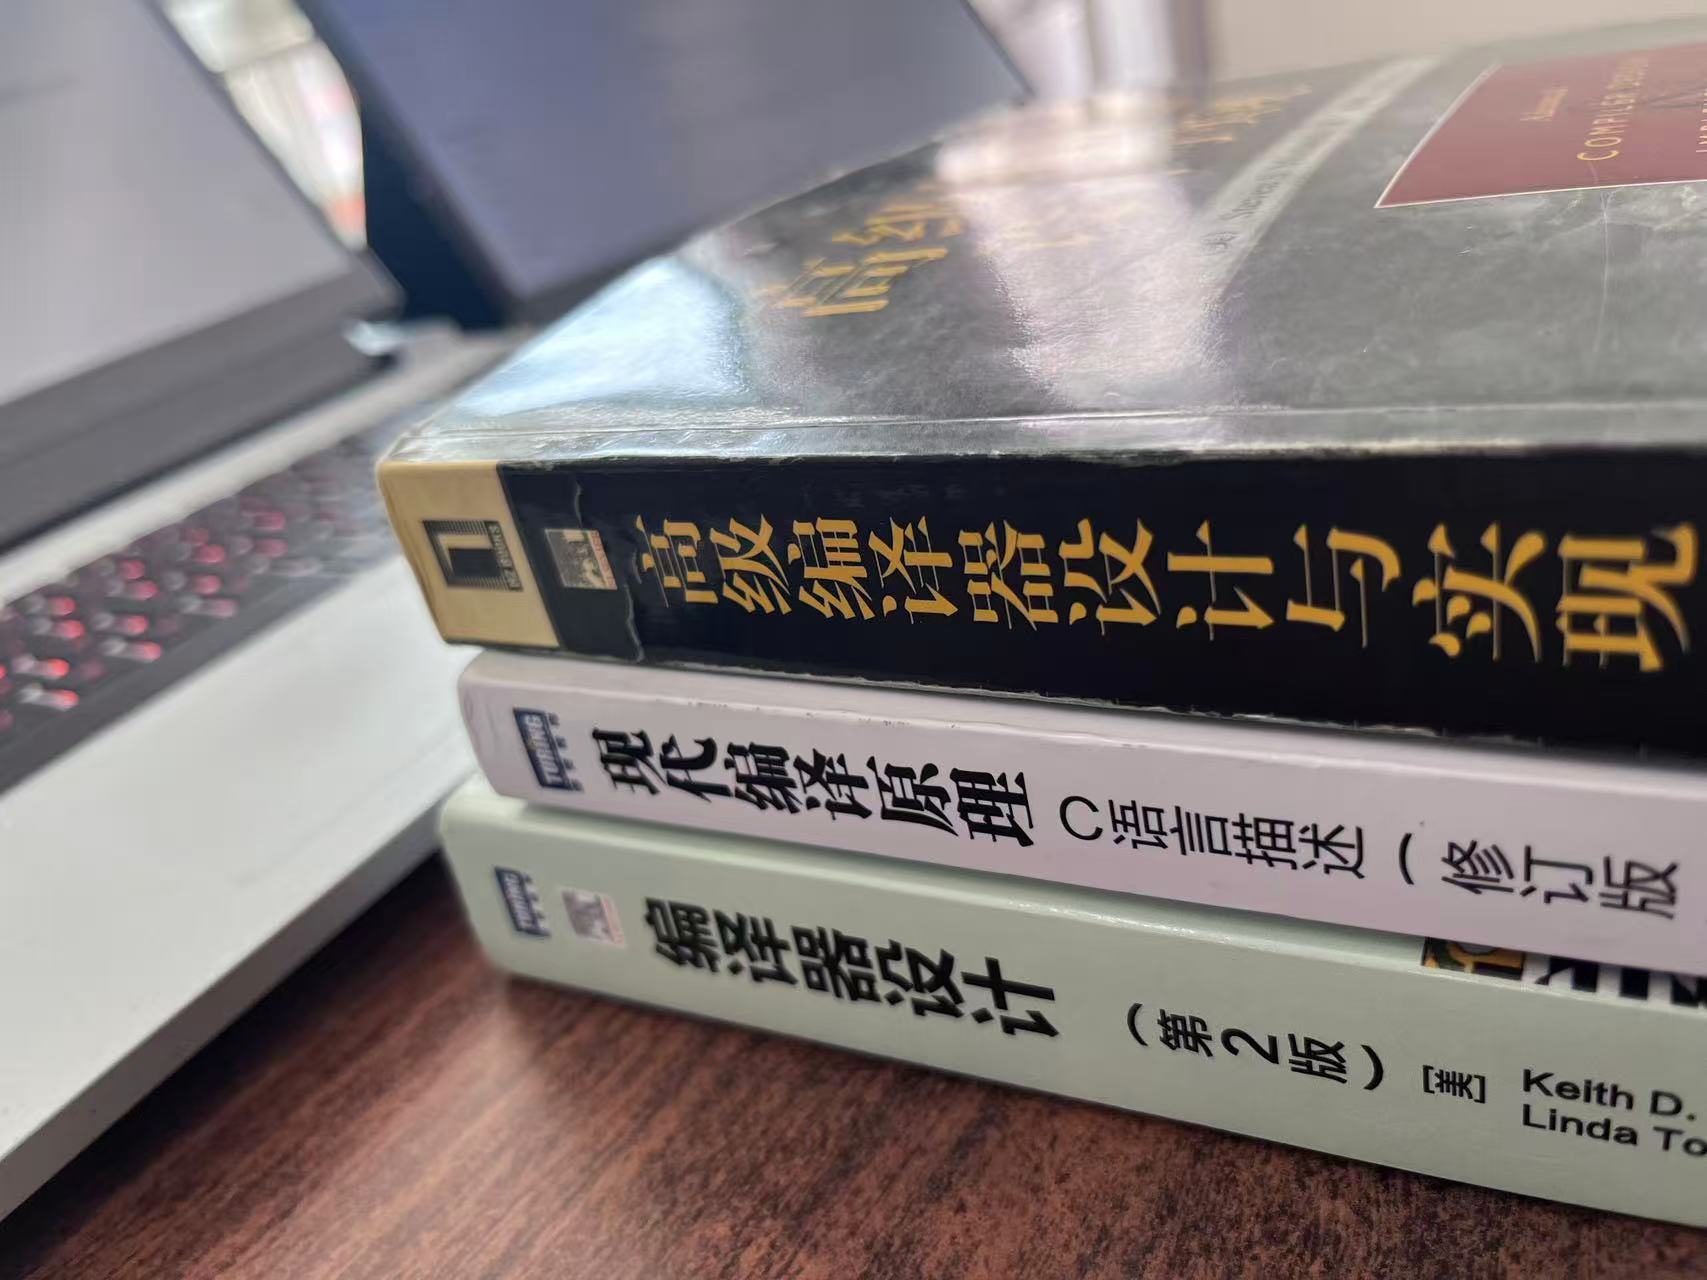 COMPILER DESIGN
Steven S.
高级编译器设计与实现
TURING
现代编译原理 C语言描述（修订版
TURING
编译器设计 （第2版） [美] Keith D.
Linda To